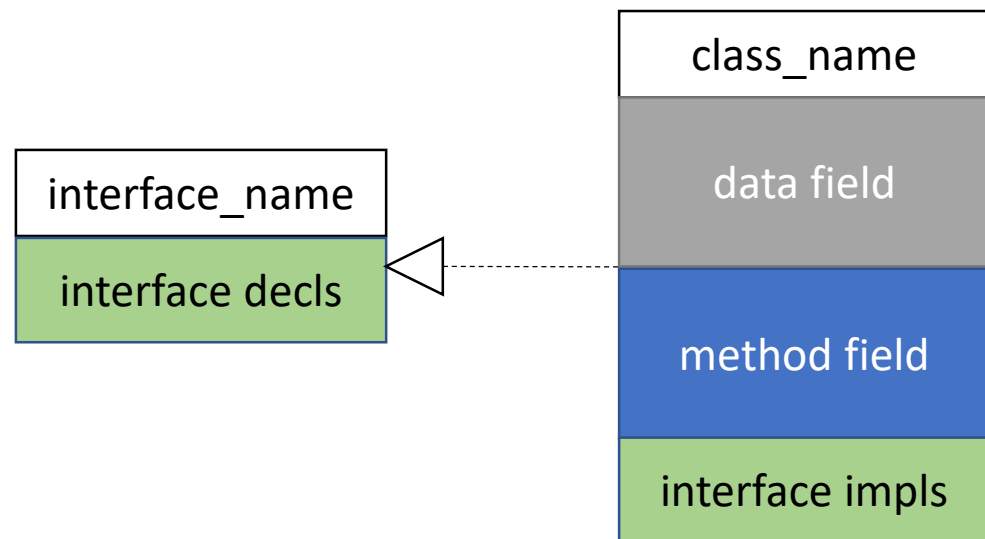 interface_name
interface decls
class_name
data field
method field
interface impls